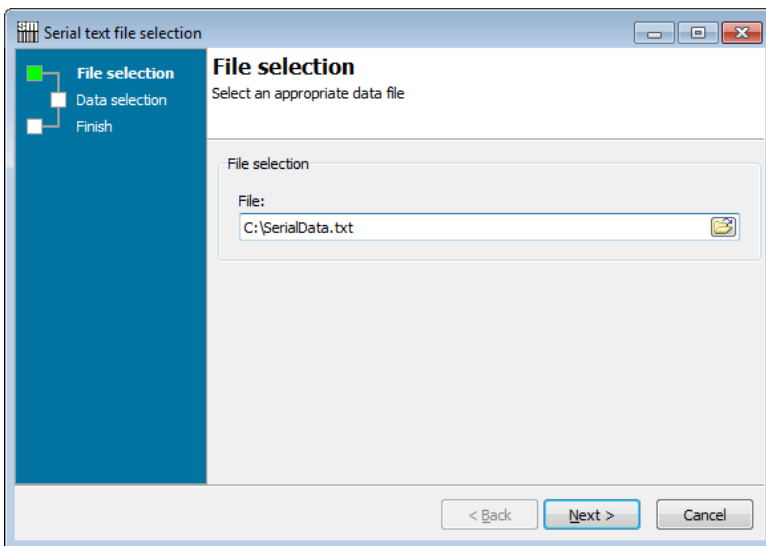 Serial text file selection
File selection
Data selection
Finish
File selection
Select an appropriate data file
File selection
File:
C:\SerialData.txt
< Back
Next >
Cancel